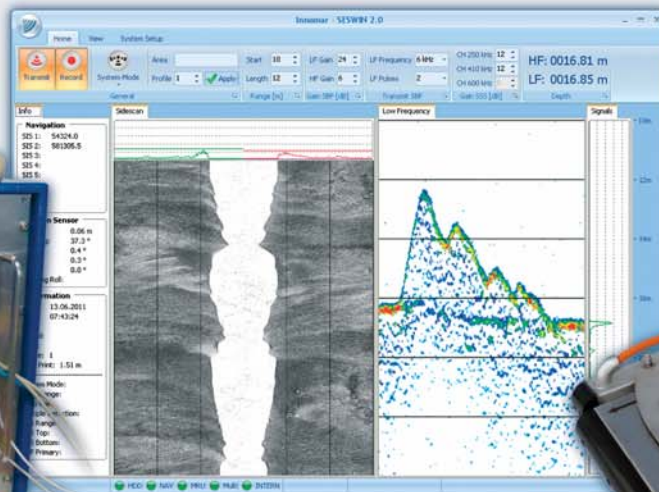 Innomar - SESWIN 2.0
Home View System Setup
Transmit Record System-Mode
Area
Profile 1 Apply
General
Start 10
Length 12
Range [m]
LF Gain 24
HF Gain 6
Gain SBP [dB]
LF Frequency 6 kHz
LF Pulses 2
Transmit SBP
CH 250 kHz 12
CH 410 kHz 12
CH 600 kHz
Gain SSS [dB]
HF: 0016.81 m
LF: 0016.85 m
Depth
Info
Navigation
SIS 1: 54324.0
SIS 2: 581305.5
SIS 3:
SIS 4:
SIS 5:
Sensor
0.06 m
37.3 °
0.4 °
0.3 °
0.0 °
Roll:
13.06.2011
07:43:24
1
Print: 1.51 m
Mode:
Range:
Range
Top:
Bottom:
Primary:
Sidescan
Low Frequency
Signals
12m
HDD NAV MRU MuR INTERN